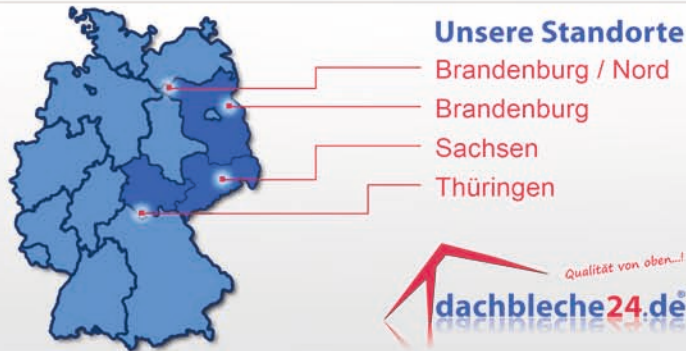 Unsere Standorte
Brandenburg / Nord
Brandenburg
Sachsen
Thüringen
Qualität von oben...!
dachbleche24.de®